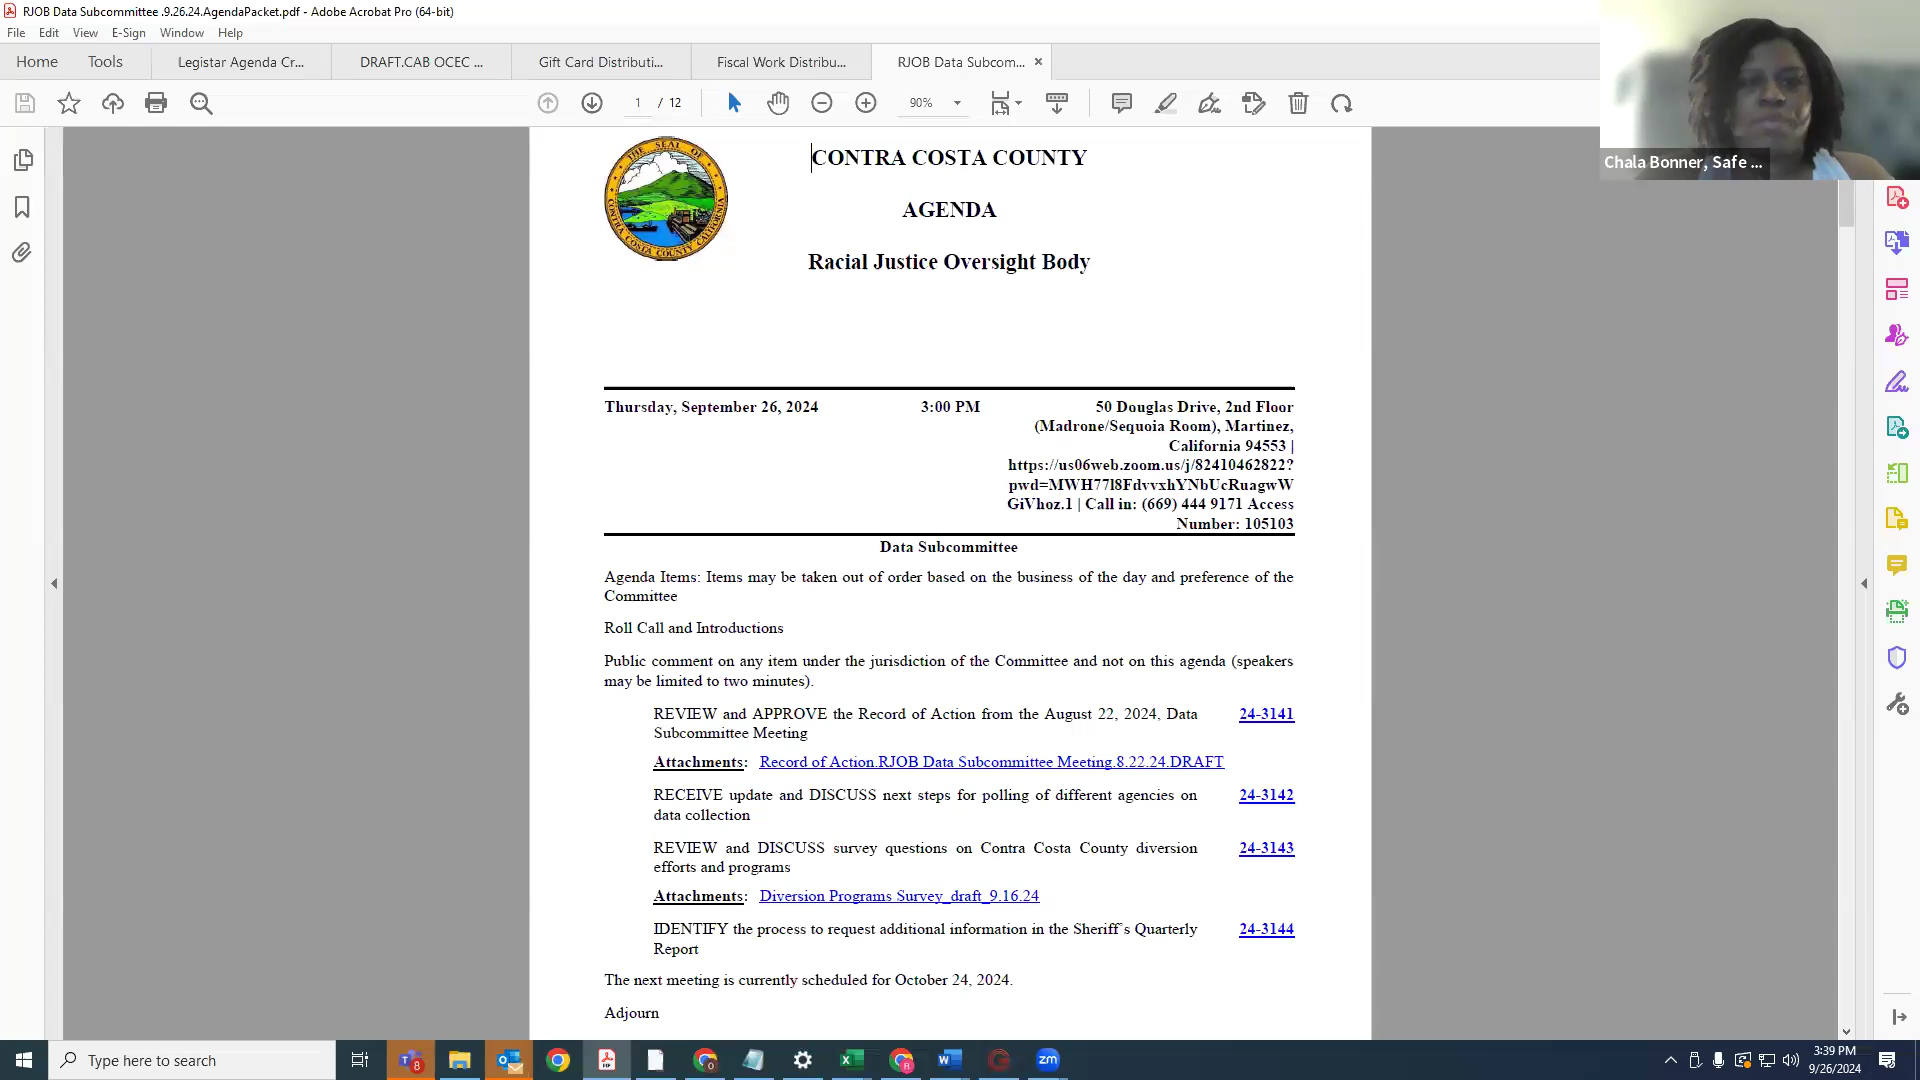 RJOB Data Subcommittee .9.26.24.AgendaPacket.pdf - Adobe Acrobat Pro (64-bit)
File Edit View E-Sign Window Help
Home Tools Legistar Agenda Cr... DRAFT.CAB OCEC ... Gift Card Distributi... Fiscal Work Distribu... RJOB Data Subcom... ×
1 / 12 90%
Chala Bonner, Safe ...
THE SEAL OF
CONTRA COSTA COUNTY CALIFORNIA
CONTRA COSTA COUNTY
AGENDA
Racial Justice Oversight Body
Thursday, September 26, 2024 3:00 PM 50 Douglas Drive, 2nd Floor
(Madrone/Sequoia Room), Martinez,
California 94553 |
https://us06web.zoom.us/j/82410462822?
pwd=MWH77l8FdvvxhYNbUcRuagwW
GiVhoz.1 | Call in: (669) 444 9171 Access
Number: 105103
Data Subcommittee
Agenda Items: Items may be taken out of order based on the business of the day and preference of the
Committee
Roll Call and Introductions
Public comment on any item under the jurisdiction of the Committee and not on this agenda (speakers
may be limited to two minutes).
REVIEW and APPROVE the Record of Action from the August 22, 2024, Data 24-3141
Subcommittee Meeting
Attachments: Record of Action.RJOB Data Subcommittee Meeting.8.22.24.DRAFT
RECEIVE update and DISCUSS next steps for polling of different agencies on 24-3142
data collection
REVIEW and DISCUSS survey questions on Contra Costa County diversion 24-3143
efforts and programs
Attachments: Diversion Programs Survey_draft_9.16.24
IDENTIFY the process to request additional information in the Sheriff's Quarterly 24-3144
Report
The next meeting is currently scheduled for October 24, 2024.
Adjourn
Type here to search
8
zm
3:39 PM
9/26/2024